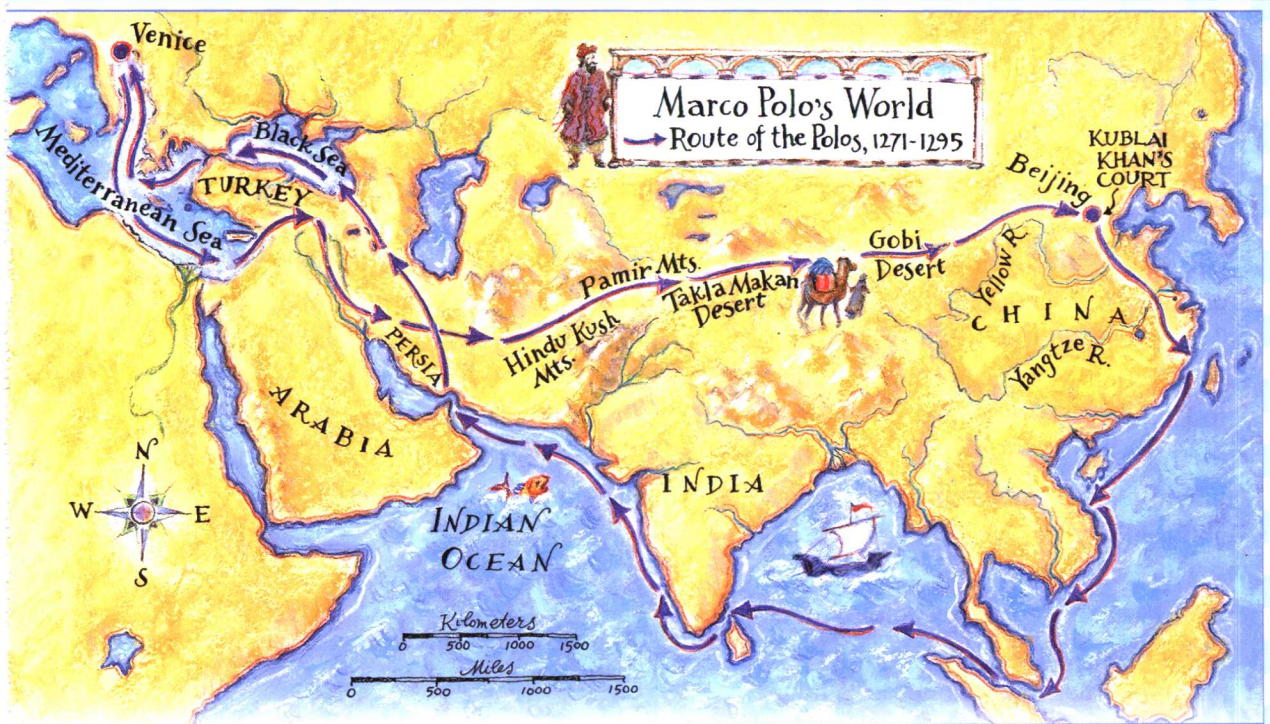 Venice
Marco Polo's World
Route of the Polos, 1271-1295
KUBLAI
KHAN'S
COURT
Beijing
Black Sea
Mediterranean Sea
TURKEY
Gobi
Desert
Yellow R.
Pamir Mts.
Takla Makan
Desert
CHINA
Hindu Kush
Mts.
PERSIA
Yangtze R.
ARABIA
INDIA
N
W
E
S
INDIAN
OCEAN
Kilometers
0 500 1000 1500
Miles
0 500 1000 1500